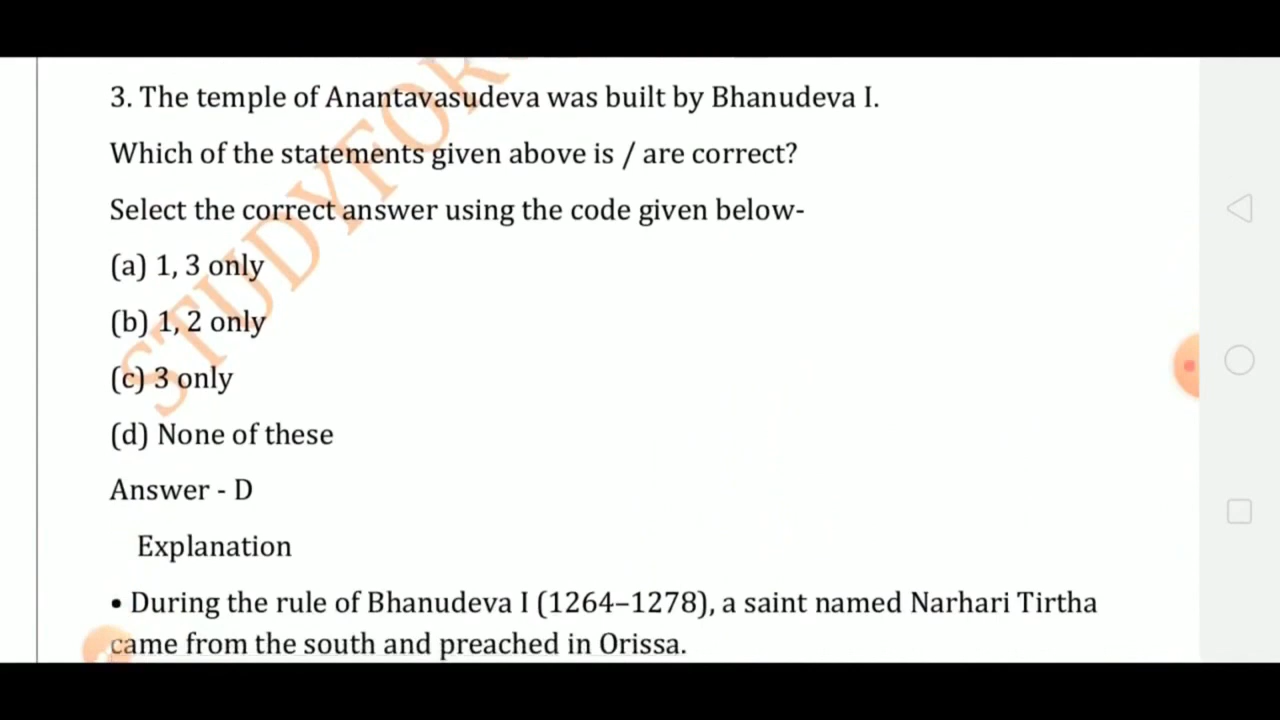 3. The temple of Anantavasudeva was built by Bhanudeva I.
Which of the statements given above is / are correct?
Select the correct answer using the code given below-
(a) 1, 3 only
(b) 1, 2 only
(c) 3 only
(d) None of these
Answer - D
Explanation
• During the rule of Bhanudeva I (1264–1278), a saint named Narhari Tirtha
came from the south and preached in Orissa.
STUDYFOR